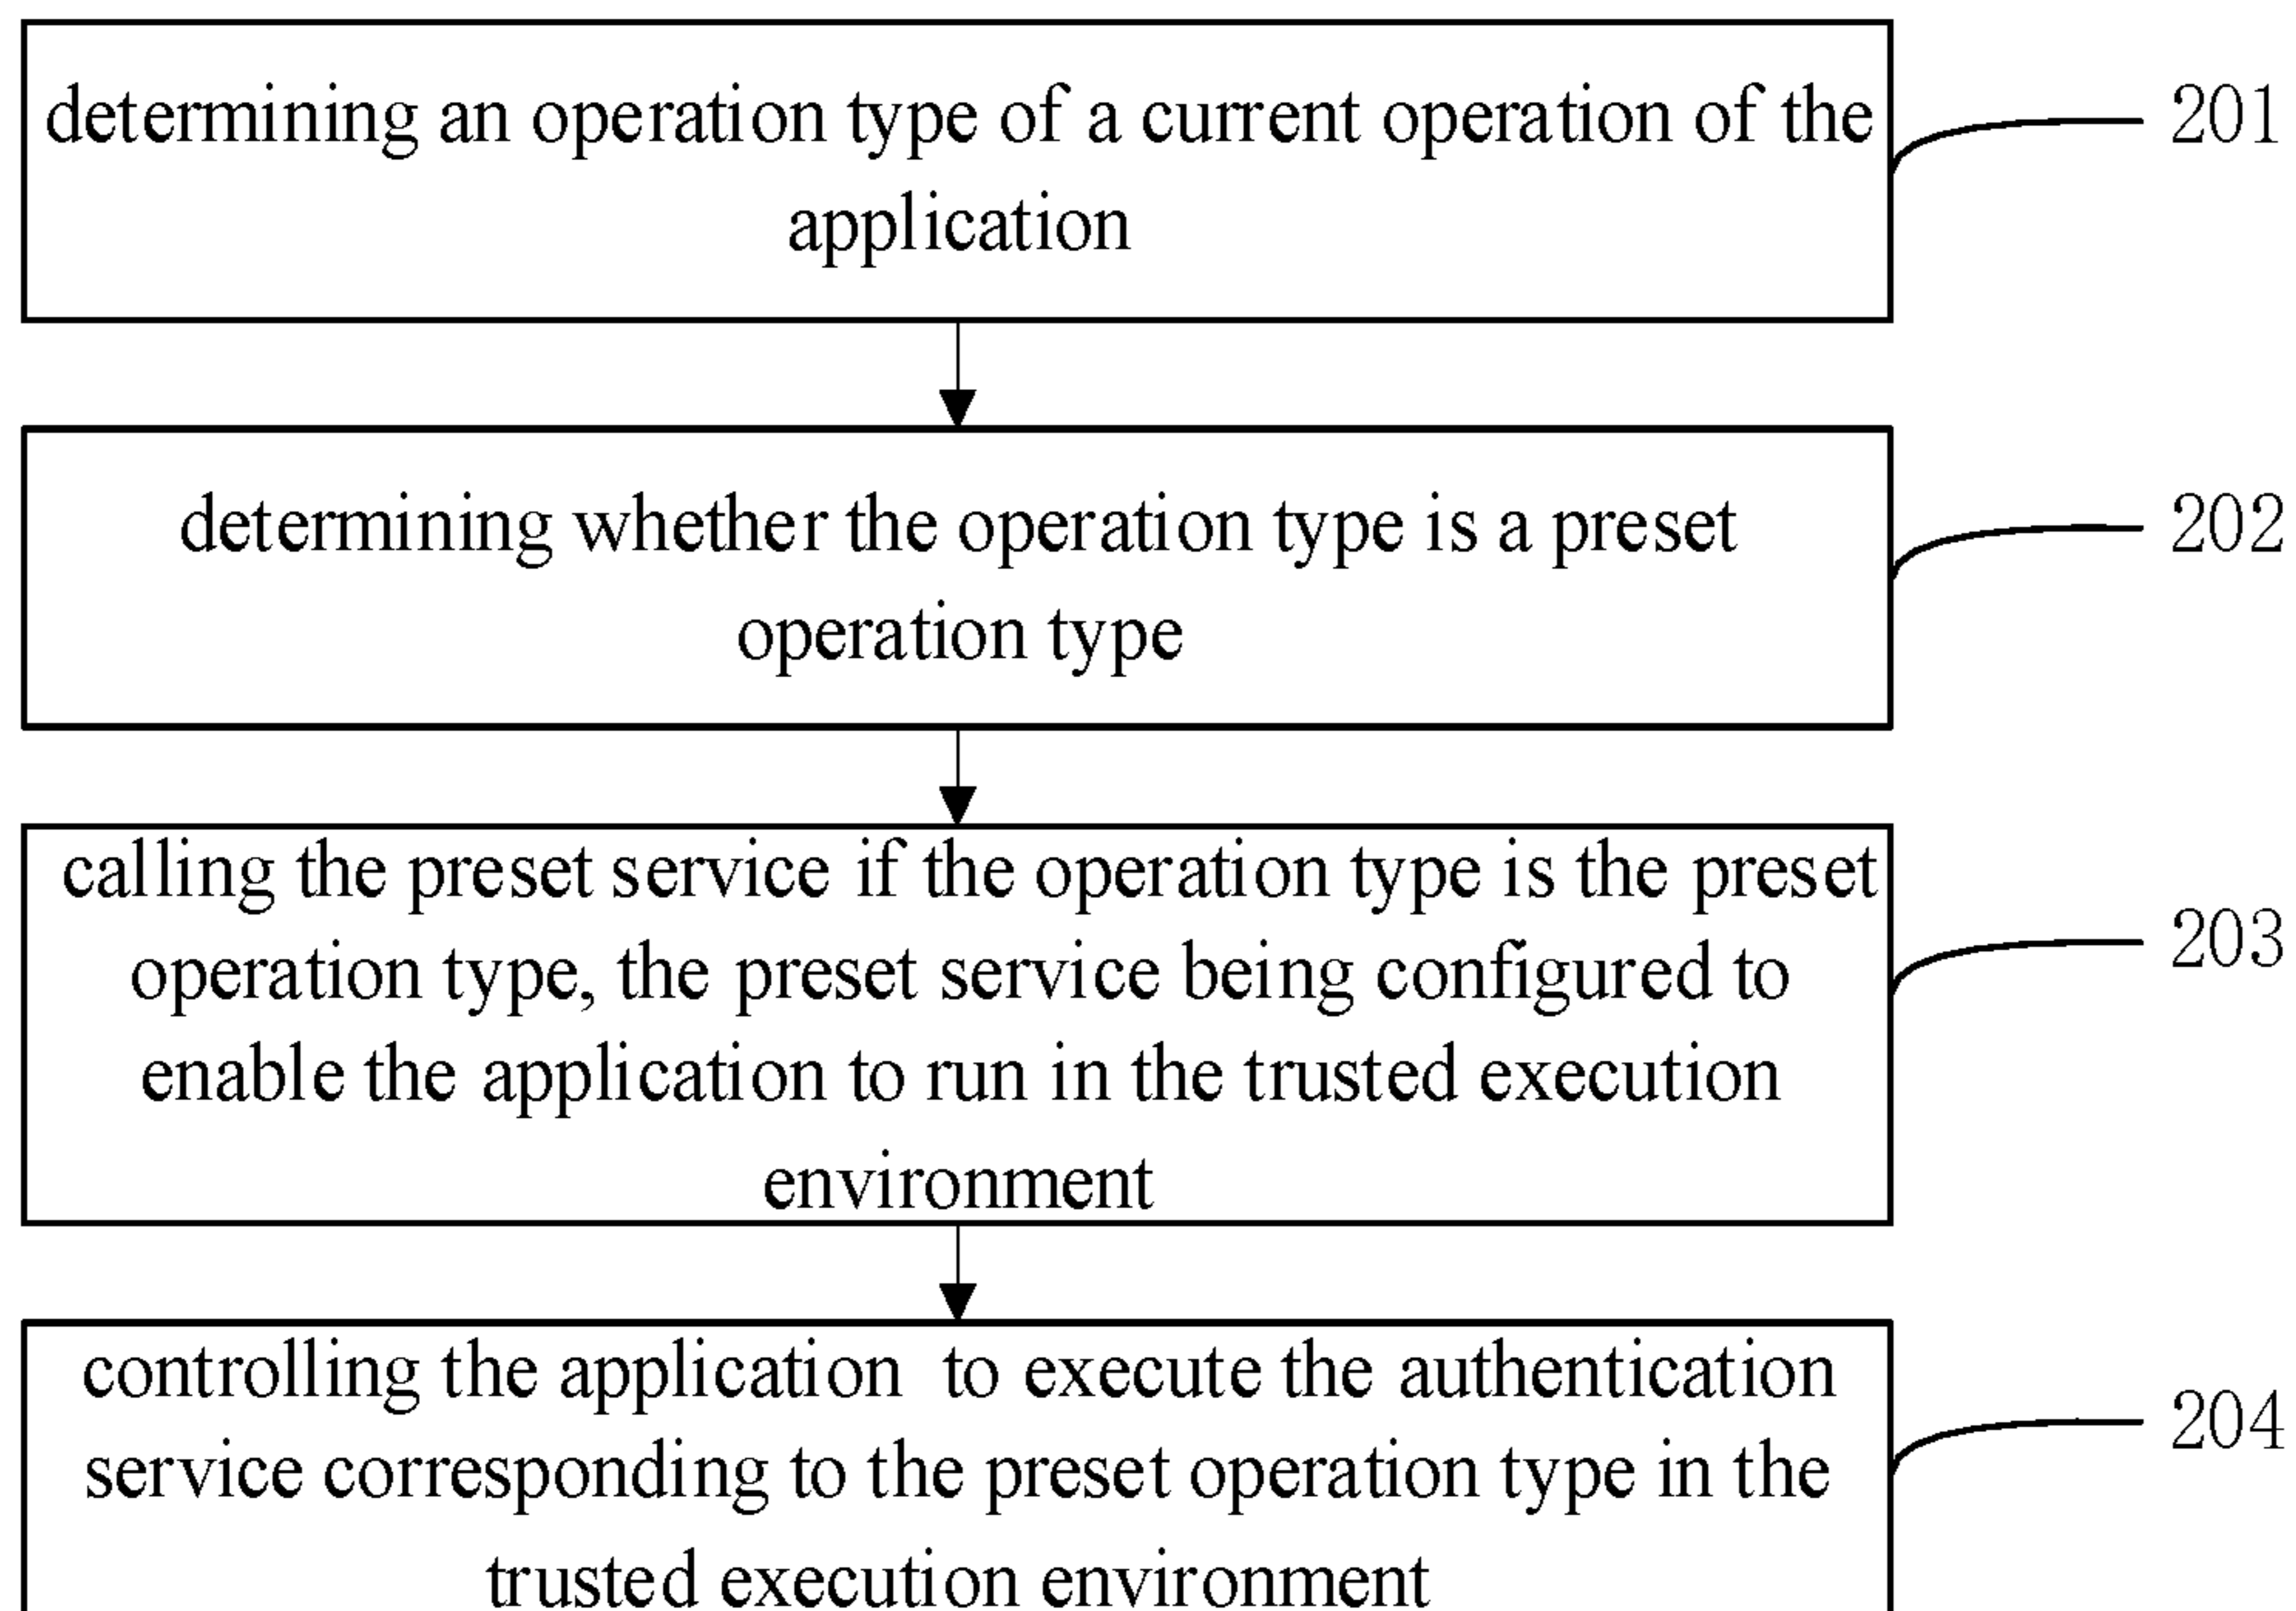 determining an operation type of a current operation of the
application
201
determining whether the operation type is a preset
operation type
202
calling the preset service if the operation type is the preset
operation type, the preset service being configured to
enable the application to run in the trusted execution
environment
203
controlling the application to execute the authentication
service corresponding to the preset operation type in the
trusted execution environment
204